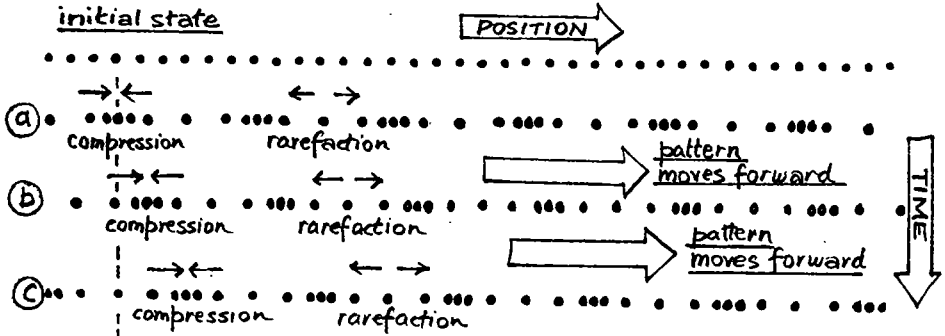 initial state
POSITION
a
compression rarefaction
pattern
moves forward
b
compression rarefaction
pattern
moves forward
c
compression rarefaction
TIME